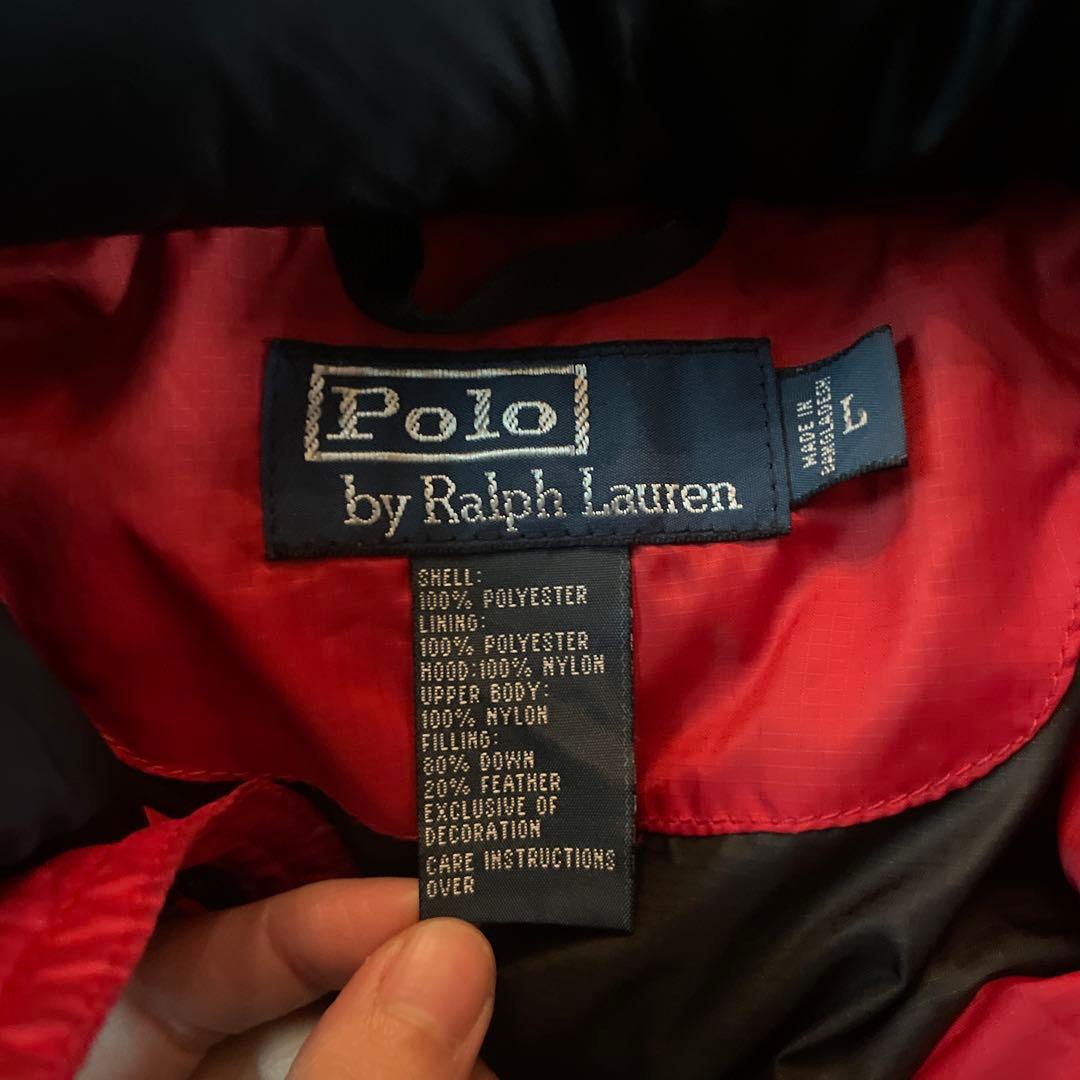 Polo
by Ralph Lauren
MADE IN
BANGLADESH
L
SHELL:
100% POLYESTER
LINING:
100% POLYESTER
HOOD:100% NYLON
UPPER BODY:
100% NYLON
FILLING:
80% DOWN
20% FEATHER
EXCLUSIVE OF
DECORATION
CARE INSTRUCTIONS
OVER